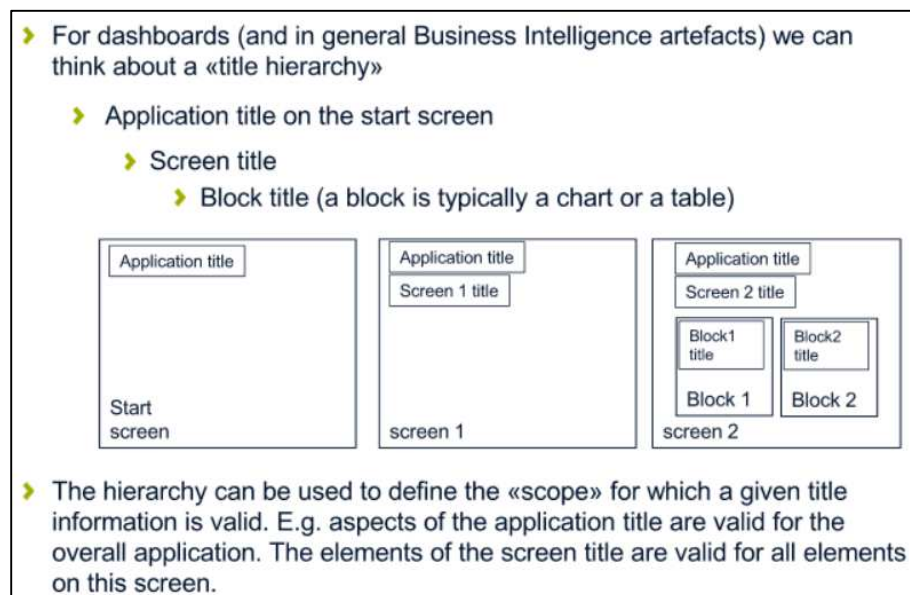 For dashboards (and in general Business Intelligence artefacts) we can
think about a «title hierarchy»
Application title on the start screen
Screen title
Block title (a block is typically a chart or a table)
Application title
Start
screen
Application title
Screen 1 title
screen 1
Application title
Screen 2 title
Block1
title
Block 1
Block2
title
Block 2
screen 2
The hierarchy can be used to define the «scope» for which a given title
information is valid. E.g. aspects of the application title are valid for the
overall application. The elements of the screen title are valid for all elements
on this screen.